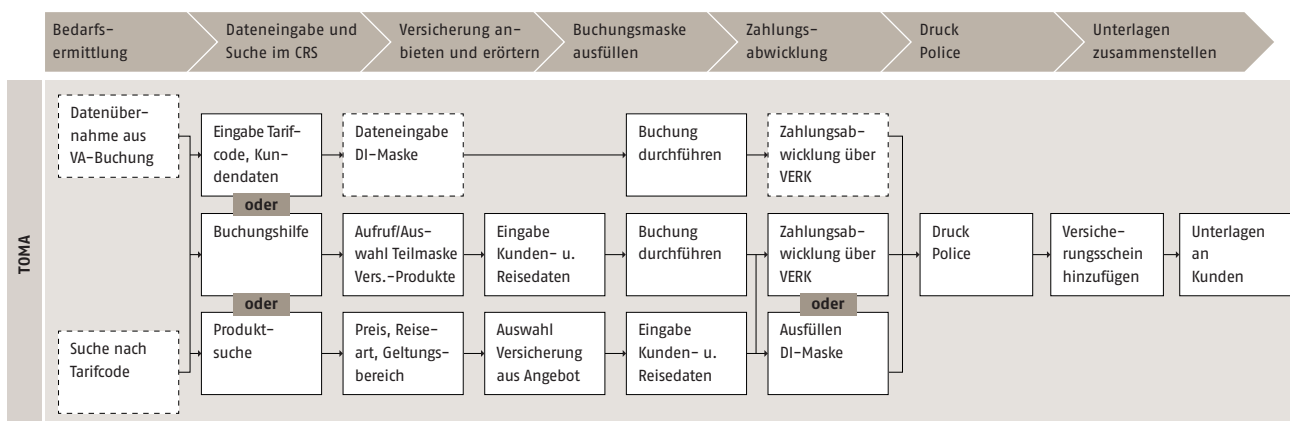 Bedarfs-
ermittlung
Dateneingabe und
Suche im CRS
Versicherung an-
bieten und erörtern
Buchungsmaske
ausfüllen
Zahlungs-
abwicklung
Druck
Police
Unterlagen
zusammenstellen
TOMA
Datenüber-
nahme aus
VA-Buchung
Eingabe Tarif-
code, Kun-
dendaten
Dateneingabe
DI-Maske
Buchung
durchführen
Zahlungsab-
wicklung über
VERK
oder
Buchungshilfe
Aufruf/Aus-
wahl Teilmaske
Vers.-Produkte
Eingabe
Kunden- u.
Reisedaten
Buchung
durchführen
Zahlungsab-
wicklung über
VERK
Druck
Police
Versiche-
rungsschein
hinzufügen
Unterlagen
an
Kunden
oder
oder
Suche nach
Tarifcode
Produkt-
suche
Preis, Reise-
art, Geltungs-
bereich
Auswahl
Versicherung
aus Angebot
Eingabe
Kunden- u.
Reisedaten
Ausfüllen
DI-Maske